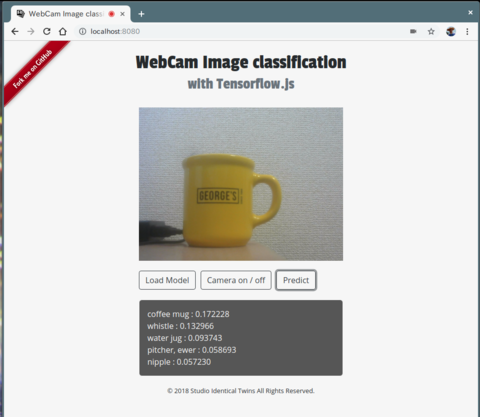 WebCam Image class
localhost:8080
Fork me on GitHub
WebCam Image classification
with Tensorflow.js
GEORGE'S
Load Model
Camera on / off
Predict
coffee mug : 0.172228
whistle : 0.132966
water jug : 0.093743
pitcher, ewer : 0.058693
nipple : 0.057230
© 2018 Studio Identical Twins All Rights Reserved.